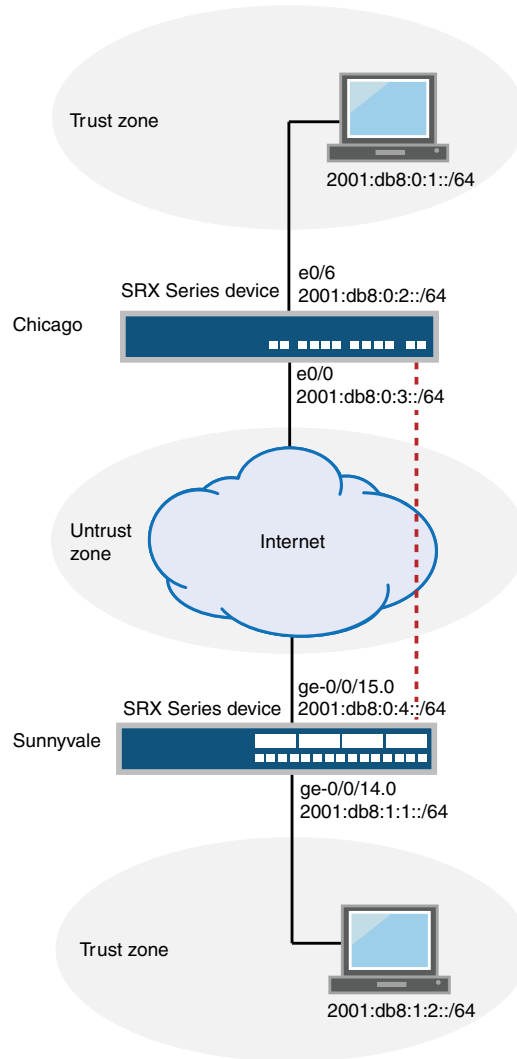 Trust zone
2001:db8:0:1::/64
e0/6
SRX Series device
2001:db8:0:2::/64
Chicago
e0/0
2001:db8:0:3::/64
Untrust
zone
Internet
ge-0/0/15.0
SRX Series device
2001:db8:0:4::/64
Sunnyvale
ge-0/0/14.0
2001:db8:1:1::/64
Trust zone
2001:db8:1:2::/64